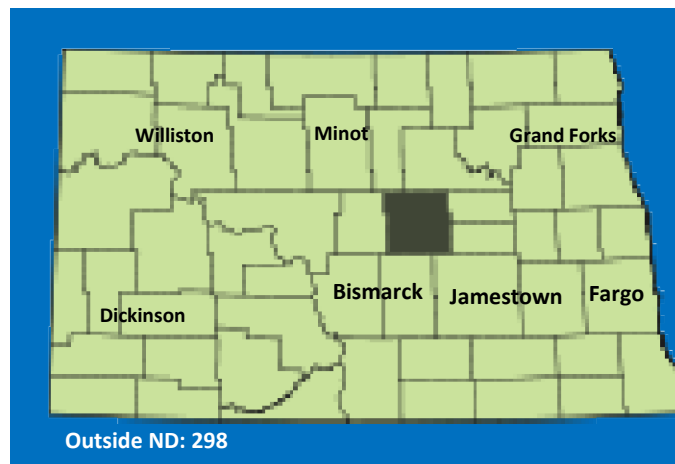 Williston
Minot
Grand Forks
Bismarck
Jamestown
Fargo
Dickinson
Outside ND: 298